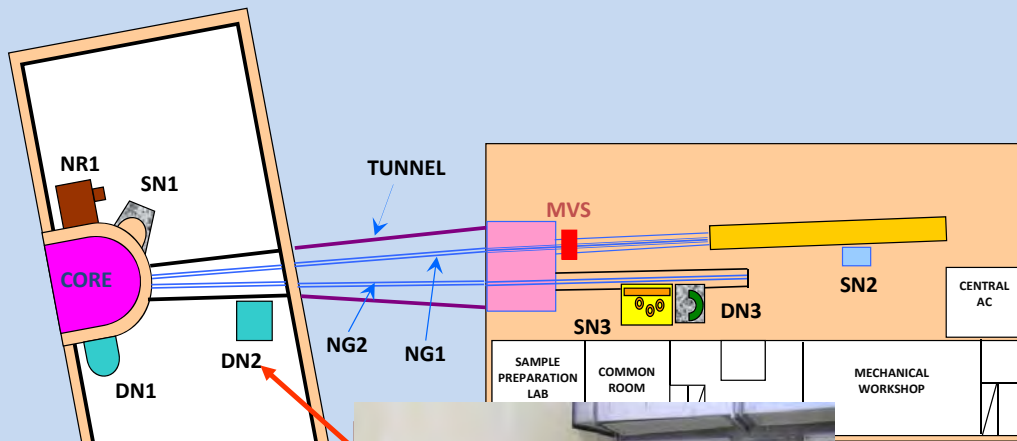 TUNNEL
NR1
SN1
MVS
CORE
SN2
CENTRAL
AC
SN3
DN3
NG2
NG1
DN2
DN1
SAMPLE
PREPARATION
LAB
COMMON
ROOM
MECHANICAL
WORKSHOP